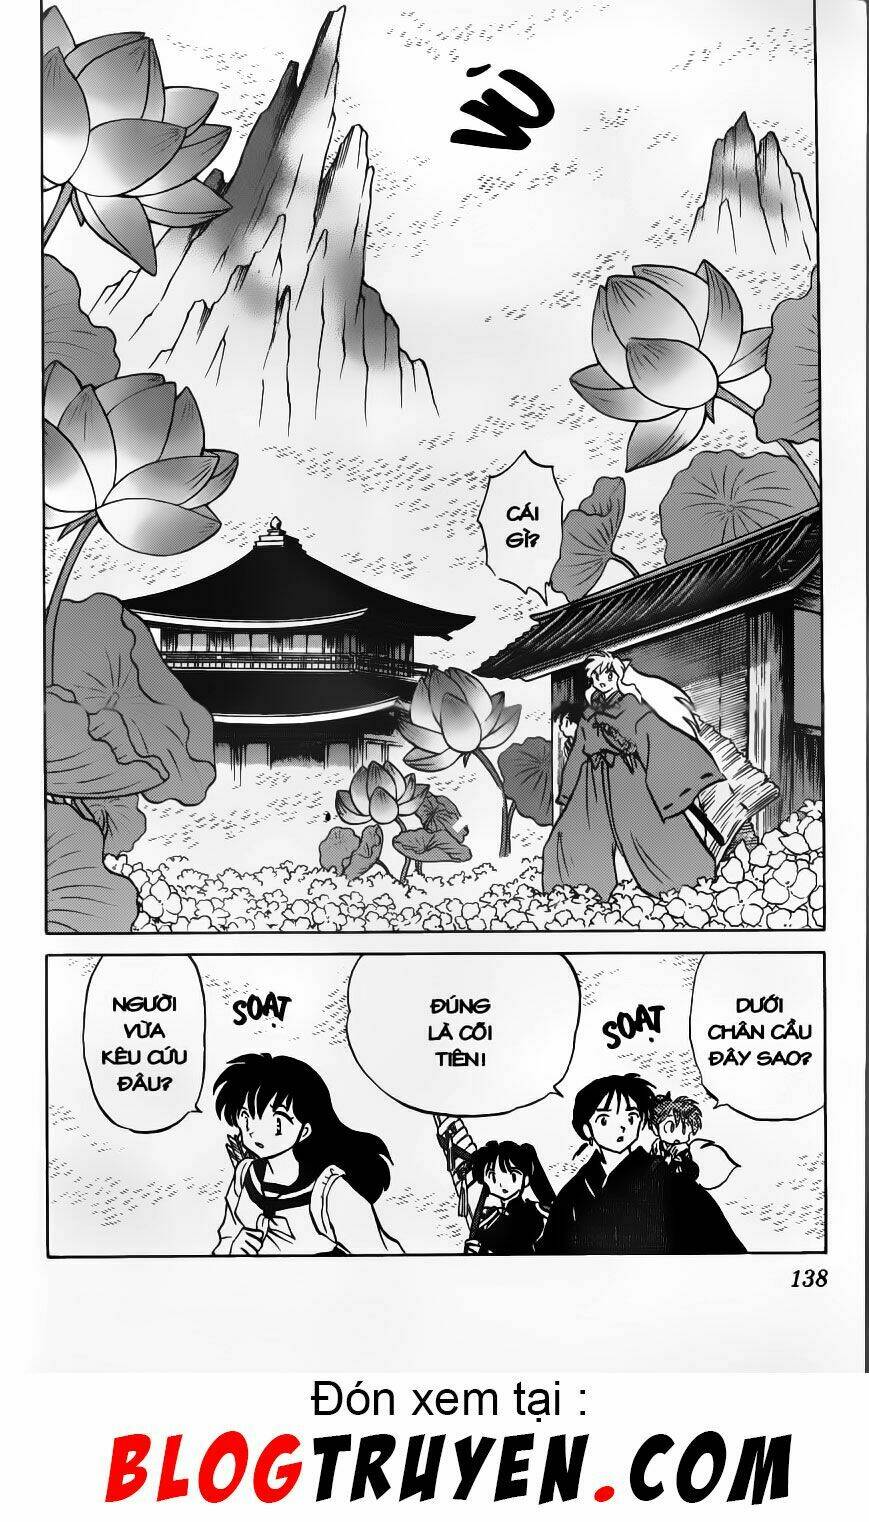 VÙ
CÁI
GÌ?
DƯỚI
CHÂN CẦU
ĐÂY SAO?
SOẠT
ĐÚNG
LÀ CÕI
TIÊN!
SOẠT
NGƯỜI
VỪA
KÊU CỨU
ĐÂU?
138
Đón xem tại :
BLOGTRUYEN.COM